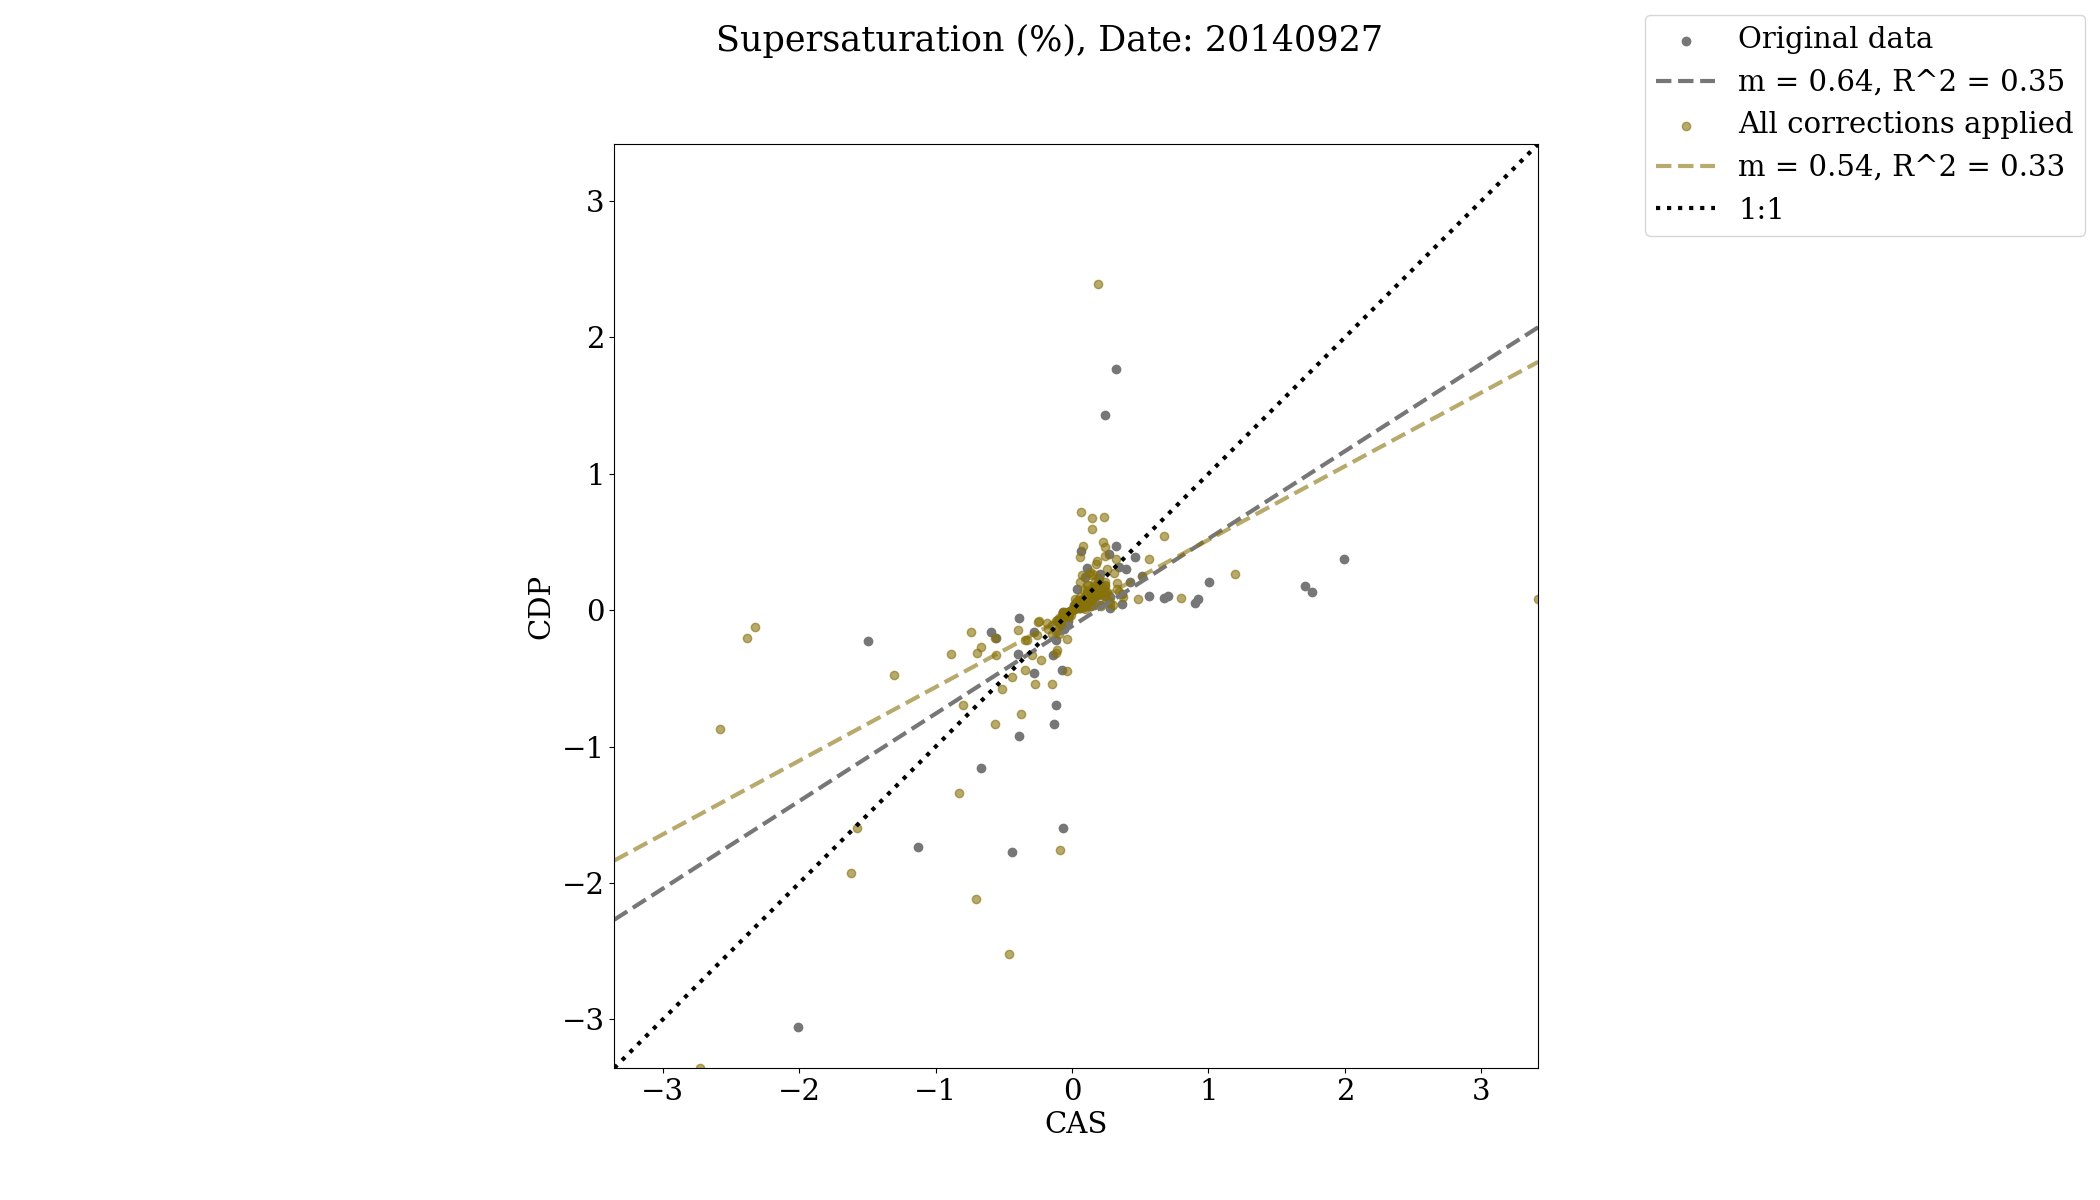 Supersaturation (%), Date: 20140927
Original data
m = 0.64, R^2 = 0.35
All corrections applied
m = 0.54, R^2 = 0.33
1:1
CDP
3
2
1
0
−1
−2
−3
−3 −2 −1 0 1 2 3
CAS